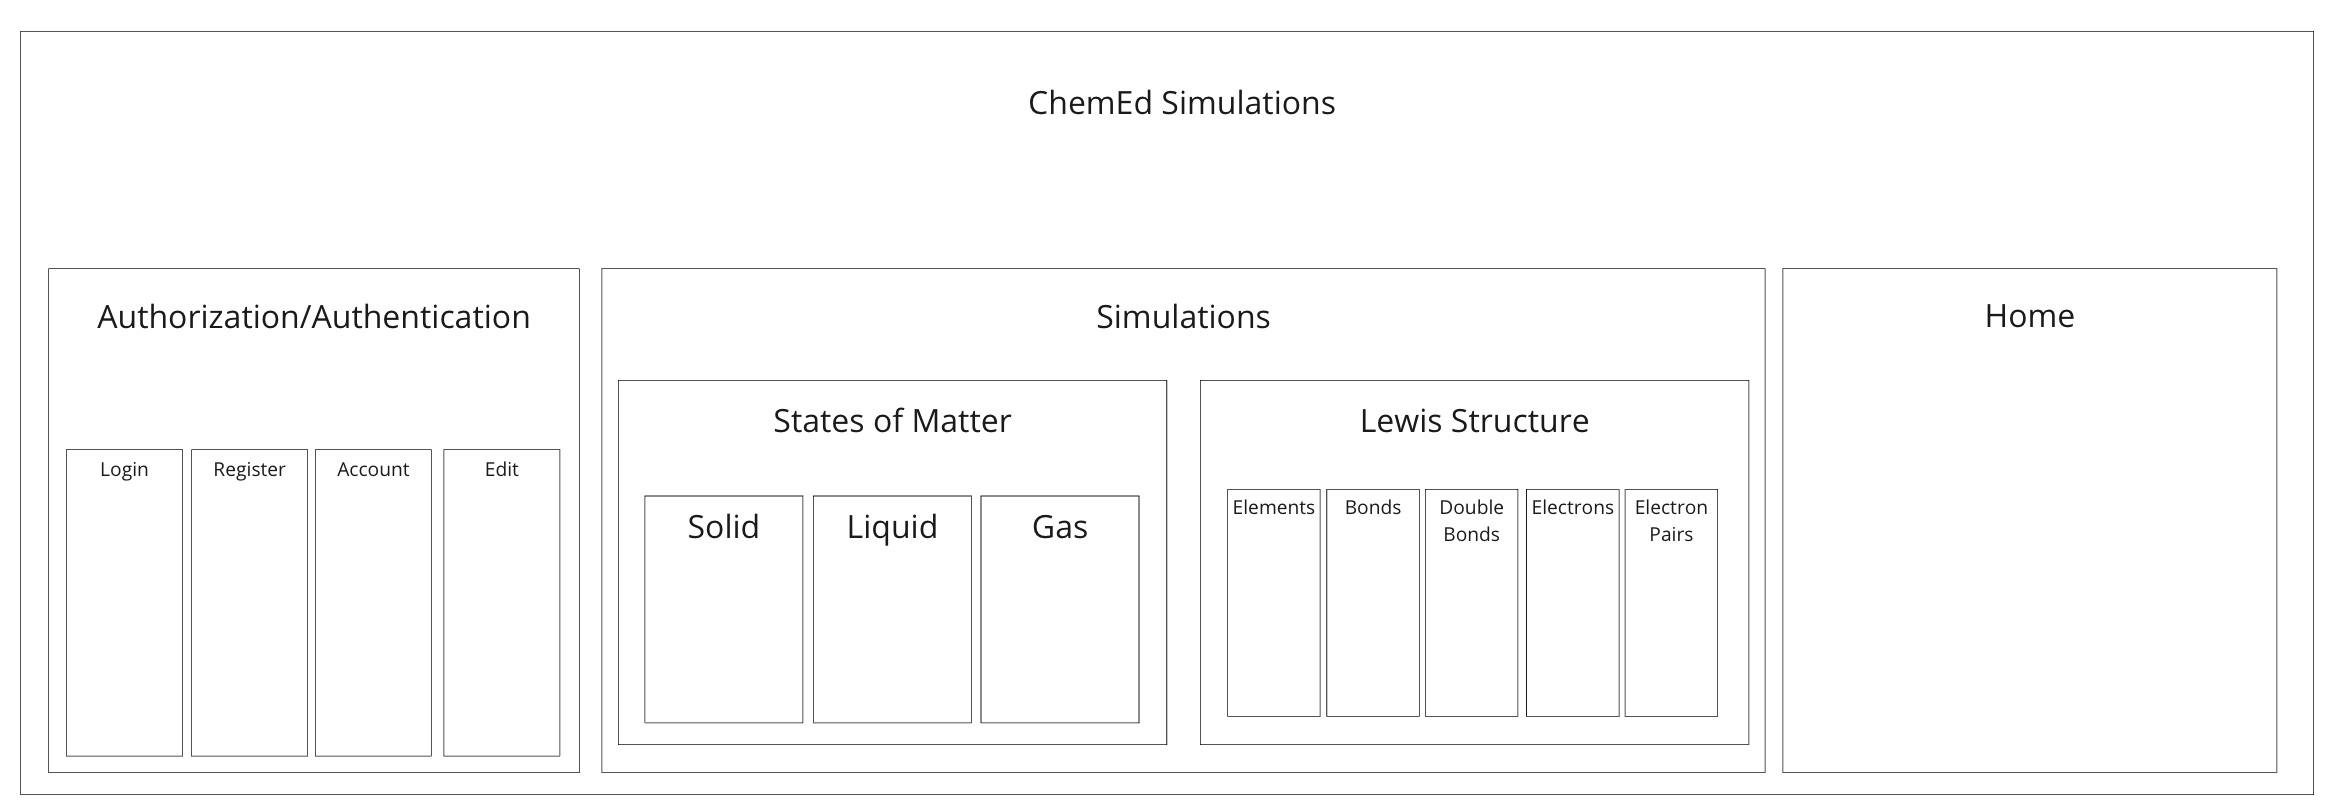 ChemEd Simulations
Authorization/Authentication
Login
Register
Account
Edit
Simulations
States of Matter
Solid
Liquid
Gas
Lewis Structure
Elements
Bonds
Double
Bonds
Electrons
Electron
Pairs
Home